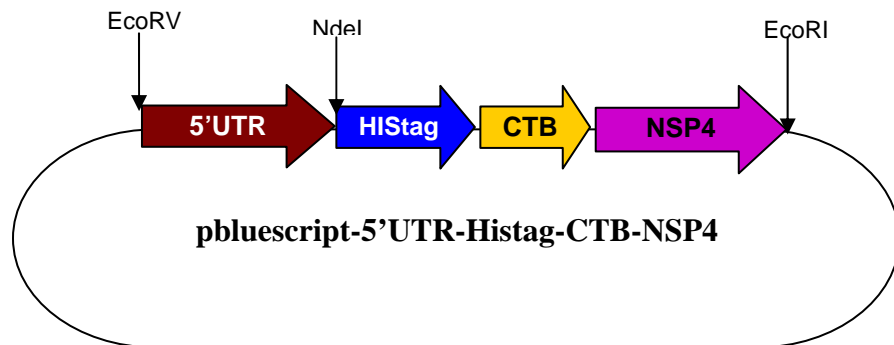 EcoRV
NdeI
EcoRI
5’UTR
HIStag
CTB
NSP4
pbluescript-5’UTR-Histag-CTB-NSP4